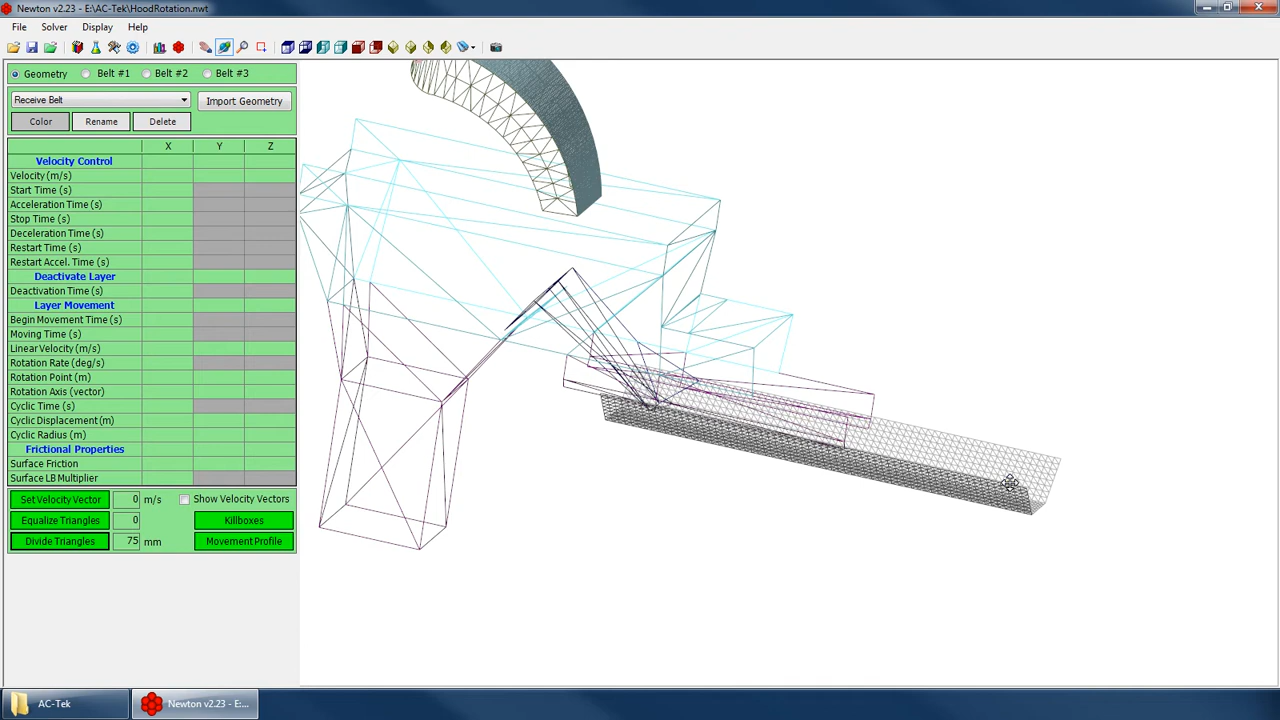 Newton v2.23 - E:\AC-Tek\HoodRotation.nwt
File Solver Display Help
Geometry Belt #1 Belt #2 Belt #3
Receive Belt Import Geometry
Color Rename Delete
X Y Z
Velocity Control
Velocity (m/s)
Start Time (s)
Acceleration Time (s)
Stop Time (s)
Deceleration Time (s)
Restart Time (s)
Restart Accel. Time (s)
Deactivate Layer
Deactivation Time (s)
Layer Movement
Begin Movement Time (s)
Moving Time (s)
Linear Velocity (m/s)
Rotation Rate (deg/s)
Rotation Point (m)
Rotation Axis (vector)
Cyclic Time (s)
Cyclic Displacement (m)
Cyclic Radius (m)
Frictional Properties
Surface Friction
Surface LB Multiplier
Set Velocity Vector 0 m/s Show Velocity Vectors
Equalize Triangles 0 Killboxes
Divide Triangles 75 mm Movement Profile
AC-Tek Newton v2.23 - E:...